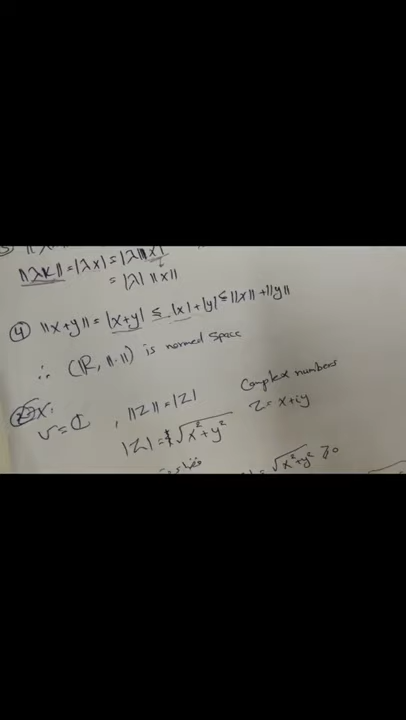 ||λx|| = |λx| = |λ||x|
= |λ| ||x||
④ ||x+y|| = |x+y| ≤ |x| + |y| ≤ ||x|| + ||y||
∴ (ℝ, ||·||) is normed space
Ex:
V = ℂ , ||Z|| = |Z| Complex numbers
|Z| = √x²+y² Z = x+iy
= √x²+y² ≥ 0